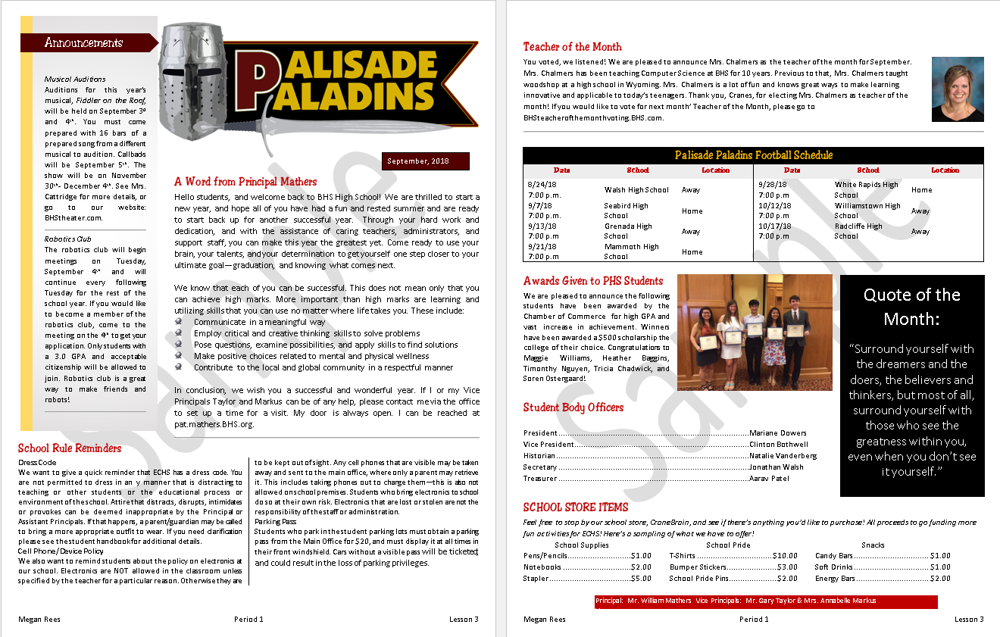 Announcements
Musical Auditions
Auditions for this year's
musical, Fiddler on the Roof,
will be held on September 3ʳᵈ
and 4ᵗʰ. You must come
prepared with 16 bars of a
prepared song from a different
musical to audition. Callbacks
will be September 5ᵗʰ. The
show will be on November
30ᵗʰ- December 4ᵗʰ. See Mrs.
Cattridge for more details, or
go to our website:
BHStheater.com.
Robotics Club
The robotics club will begin
meetings on Tuesday,
September 4ᵗʰ and will
continue every following
Tuesday for the rest of the
school year. If you would like
to become a member of the
robotics club, come to the
meeting on the 4ᵗʰ to get your
application. Only students with
a 3.0 GPA and acceptable
citizenship will be allowed to
join. Robotics club is a great
way to make friends and
robots!
PALISADE
PALADINS
September, 2018
A Word from Principal Mathers
Hello students, and welcome back to BHS High School! We are thrilled to start a
new year, and hope all of you have had a fun and rested summer and are ready
to start back up for another successful year. Through your hard work and
dedication, and with the assistance of caring teachers, administrators, and
support staff, you can make this year the greatest yet. Come ready to use your
brain, your talents, and your determination to get yourself one step closer to your
ultimate goal—graduation, and knowing what comes next.
We know that each of you can be successful. This does not mean only that you
can achieve high marks. More important than high marks are learning and
utilizing skills that you can use no matter where life takes you. These include:
Communicate in a meaningful way
Employ critical and creative thinking skills to solve problems
Pose questions, examine possibilities, and apply skills to find solutions
Make positive choices related to mental and physical wellness
Contribute to the local and global community in a respectful manner
In conclusion, we wish you a successful and wonderful year. If I or my Vice
Principals Taylor and Markus can be of any help, please contact me via the office
to set up a time for a visit. My door is always open. I can be reached at
pat.mathers.BHS.org.
School Rule Reminders
Dress Code
We want to give a quick reminder that ECHS has a dress code. You
are not permitted to dress in an y manner that is distracting to
teaching or other students or the educational process or
environment of the school. Attire that distracts, disrupts, intimidates
or provokes can be deemed inappropriate by the Principal or
Assistant Principals. If that happens, a parent/guardian may be called
to bring a more appropriate outfit to wear. If you need clarification
please see the student handbook for additional details.
Cell Phone/Device Policy
We also want to remind students about the policy on electronics at
our school. Electronics are NOT allowed in the classroom unless
specified by the teacher for a particular reason. Otherwise they are
to be kept out of sight. Any cell phones that are visible may be taken
away and sent to the main office, where only a parent may retrieve
it. This includes taking phones out to charge them—this is also not
allowed on school premises. Students who bring electronics to school
do so at their own risk. Electronics that are lost or stolen are not the
responsibility of the staff or administration.
Parking Pass
Students who park in the student parking lots must obtain a parking
pass from the Main Office for $20, and must display it at all times in
their front windshield. Cars without a visible pass will be ticketed,
and could result in the loss of parking privileges.
Sample
Megan Rees Period 1 Lesson 3
Teacher of the Month
You voted, we listened! We are pleased to announce Mrs. Chalmers as the teacher of the month for September.
Mrs. Chalmers has been teaching Computer Science at BHS for 10 years. Previous to that, Mrs. Chalmers taught
woodshop at a high school in Wyoming. Mrs. Chalmers is a lot of fun and knows great ways to make learning
innovative and applicable to today's teenagers. Thank you, Cranes, for electing Mrs. Chalmers as teacher of the
month! If you would like to vote for next month' Teacher of the Month, please go to
BHSteacherofthemonthvoting.BHS.com.
Palisade Paladins Football Schedule
Date School Location Date School Location
8/24/18 7:00 p.m. Walsh High School Away 9/28/18 7:00 p.m. White Rapids High School Home
9/7/18 7:00 p.m. Seabird High School Home 10/12/18 7:00 p.m. Williamstown High School Away
9/13/18 7:00 p.m Grenada High School Away 10/17/18 7:00 p.m. Radcliffe High School Away
9/21/18 7:00 p.m Mammoth High School Home
Awards Given to PHS Students
We are pleased to announce the following
students have been awarded by the
Chamber of Commerce for high GPA and
vast increase in achievement. Winners
have been awarded a $500 scholarship the
college of their choice. Congratulations to
Maggie Williams, Heather Baggins,
Timonthy Nguyen, Tricia Chadwick, and
Soren Ostergaard!
Quote of the
Month:
"Surround yourself with
the dreamers and the
doers, the believers and
thinkers, but most of all,
surround yourself with
those who see the
greatness within you,
even when you don't see
it yourself."
Student Body Officers
President Mariane Dowers
Vice President Clinton Bothwell
Historian Natalie Vanderberg
Secretary Jonathan Walsh
Treasurer Aarav Patel
SCHOOL STORE ITEMS
Feel free to stop by our school store, CraneBrain, and see if there's anything you'd like to purchase! All proceeds to go funding more
fun activities for ECHS! Here's a sampling of what we have to offer!
School Supplies School Pride Snacks
Pens/Pencils $1.00 T-Shirts $10.00 Candy Bars $1.00
Notebooks $2.00 Bumper Stickers $3.00 Soft Drinks $1.00
Stapler $5.00 School Pride Pins $2.00 Energy Bars $2.00
Principal: Mr. William Mathers Vice Principals: Mr. Gary Taylor & Mrs. Annabelle Markus
Sample
Megan Rees Period 1 Lesson 3